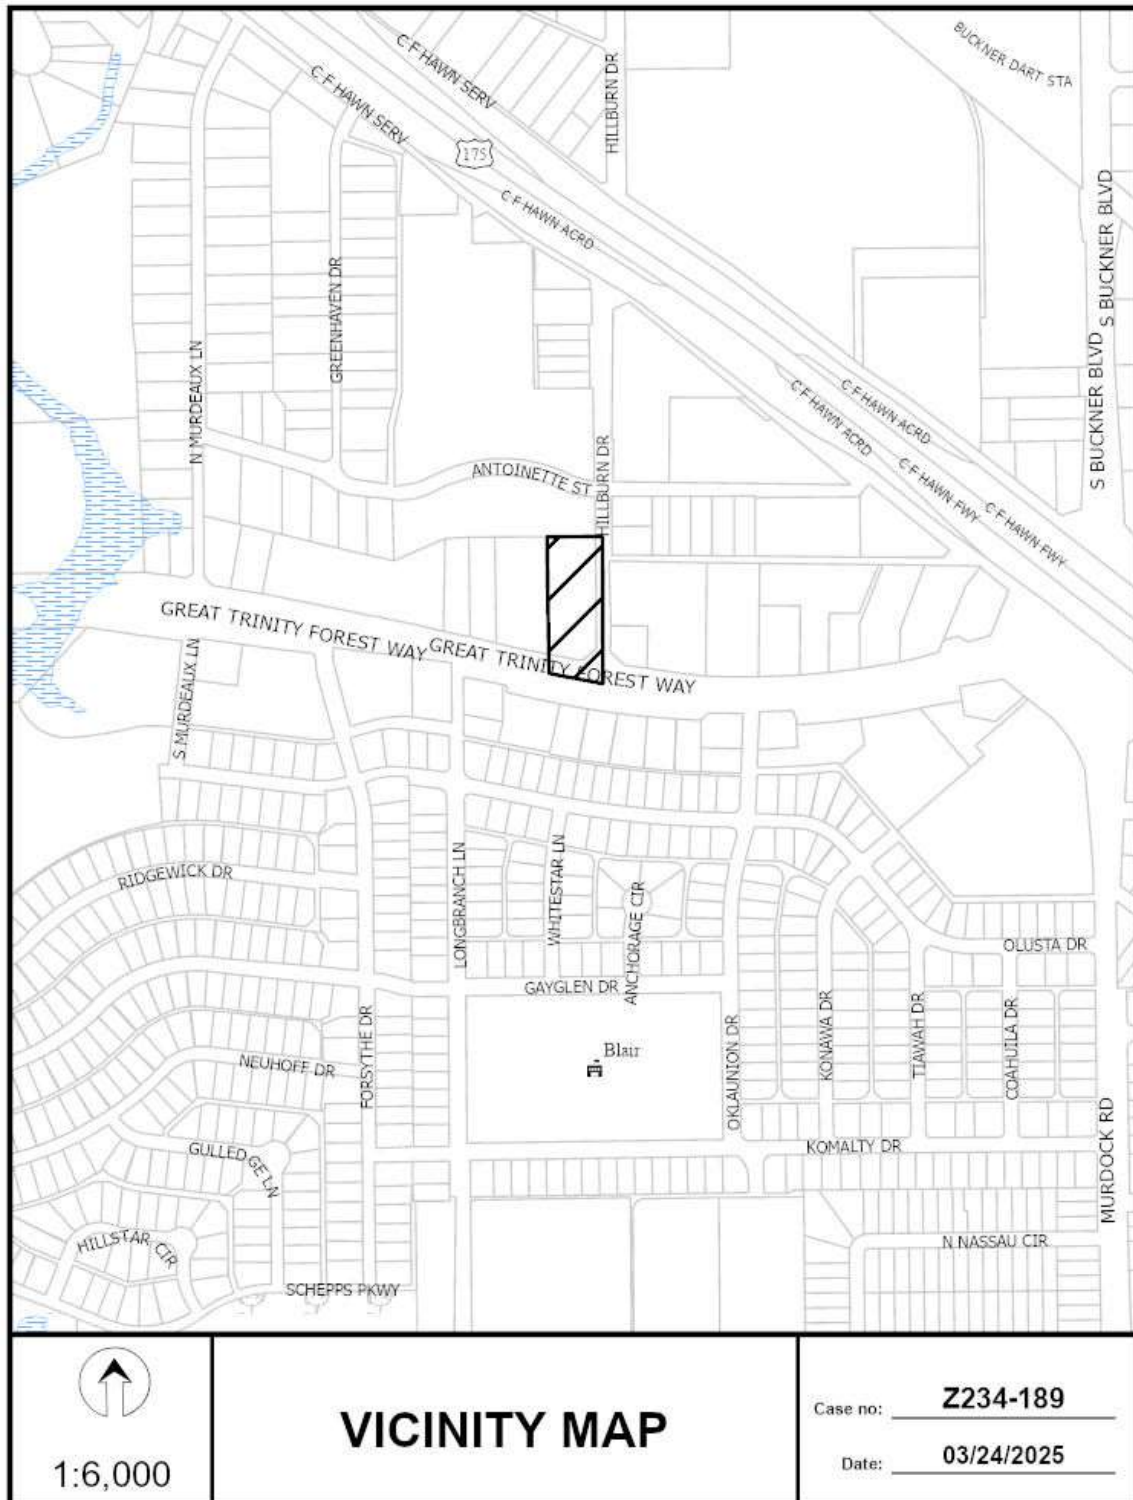 BUCKNER DART STA
C F HAWN SERV
HILLBURN DR
C F HAWN SERV
175
C F HAWN ACRD
S BUCKNER BLVD
GREENHAVEN DR
N MURDEAUX LN
S BUCKNER BLVD
C F HAWN ACRD
C F HAWN ACRD
HILLBURN DR
ANTOINETTE ST
C F HAWN FWY
C F HAWN FWY
GREAT TRINITY FOREST WAY
GREAT TRINITY FOREST WAY
S MURDEAUX LN
RIDGEWICK DR
LONGBRANCH LN
WHITESTAR LN
ANCHORAGE CIR
OLUSTA DR
GAYGLEN DR
FORSYTHE DR
Blair
OKLAUNION DR
KONAWA DR
TIAWAH DR
COAHUILA DR
NEUHOFF DR
MURDOCK RD
GULLEDGE LN
KOMALTY DR
HILLSTAR CIR
N NASSAU CIR
SCHEPPS PKWY
1:6,000
VICINITY MAP
Case no: Z234-189
Date: 03/24/2025